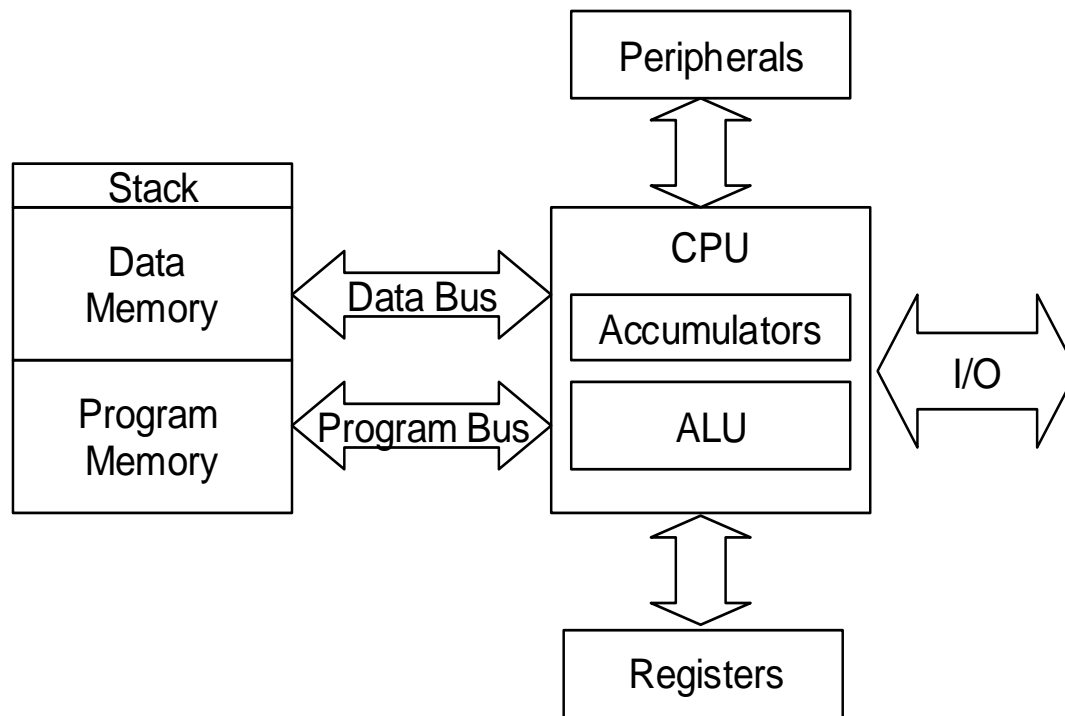 Peripherals
Stack
Data
Memory
Data Bus
Program
Memory
Program Bus
CPU
Accumulators
ALU
I/O
Registers